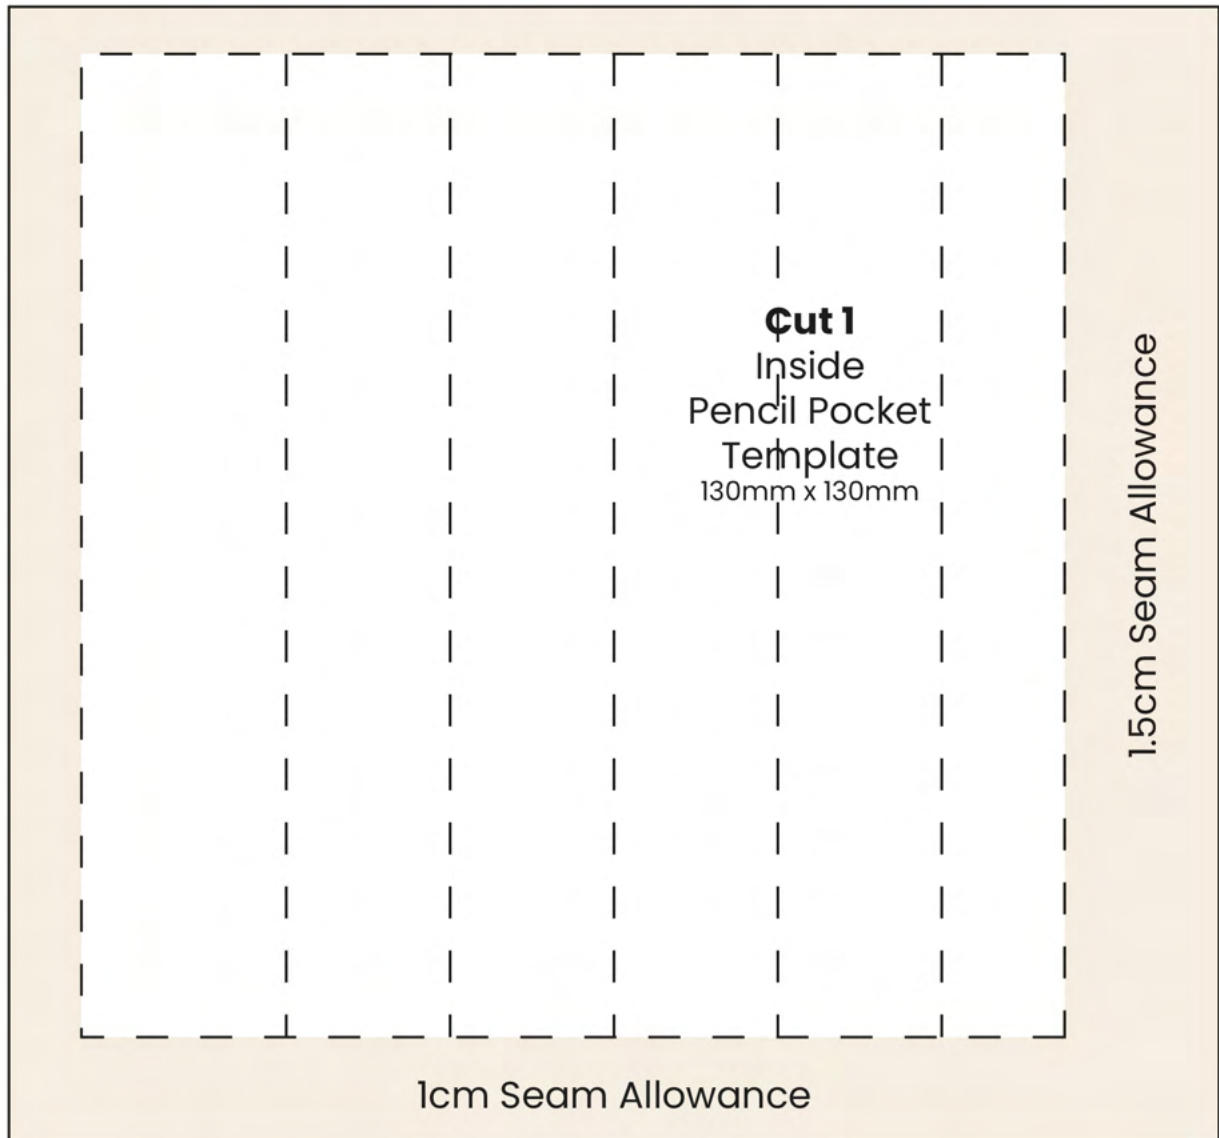 Cut 1
Inside
Pencil Pocket
Template
130mm x 130mm
1.5cm Seam Allowance
1cm Seam Allowance